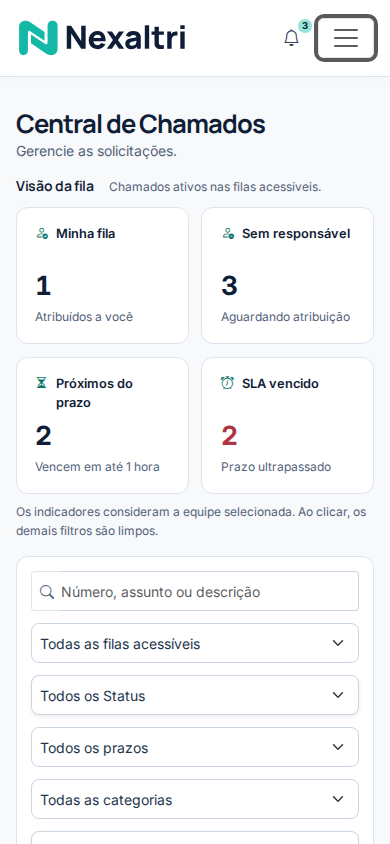 Nexaltri
3
Central de Chamados
Gerencie as solicitações.
Visão da fila Chamados ativos nas filas acessíveis.
Minha fila
1
Atribuídos a você
Sem responsável
3
Aguardando atribuição
Próximos do
prazo
2
Vencem em até 1 hora
SLA vencido
2
Prazo ultrapassado
Os indicadores consideram a equipe selecionada. Ao clicar, os
demais filtros são limpos.
Número, assunto ou descrição
Todas as filas acessíveis
Todos os Status
Todos os prazos
Todas as categorias